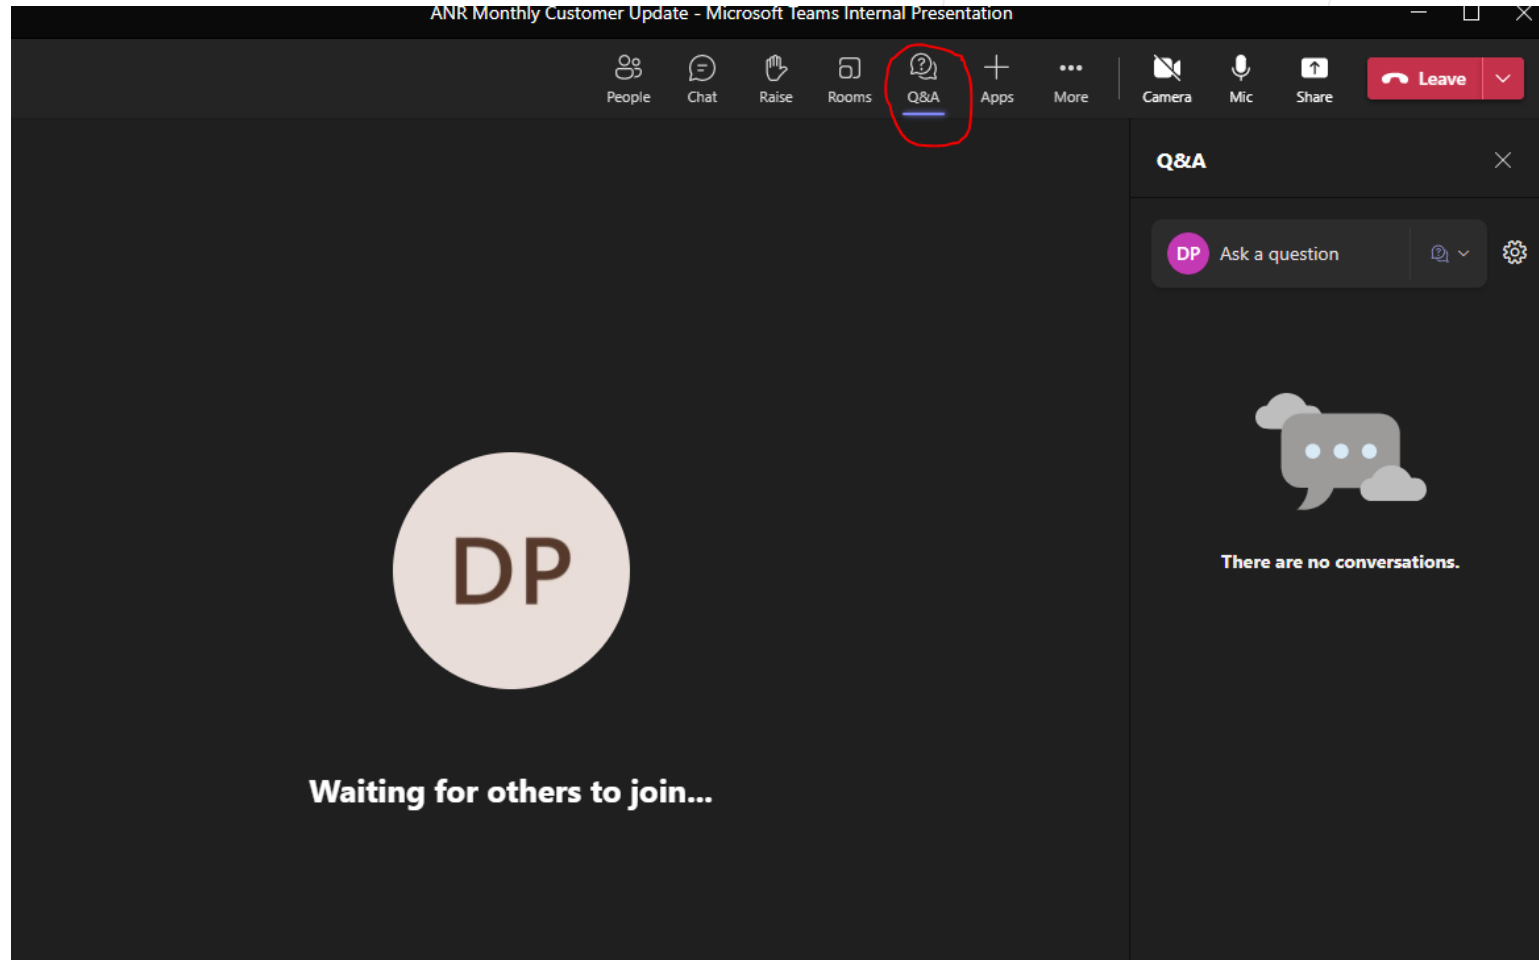 ANR Monthly Customer Update - Microsoft Teams Internal Presentation
People Chat Raise Rooms Q&A Apps More Camera Mic Share Leave
Q&A
DP Ask a question
There are no conversations.
DP
Waiting for others to join...